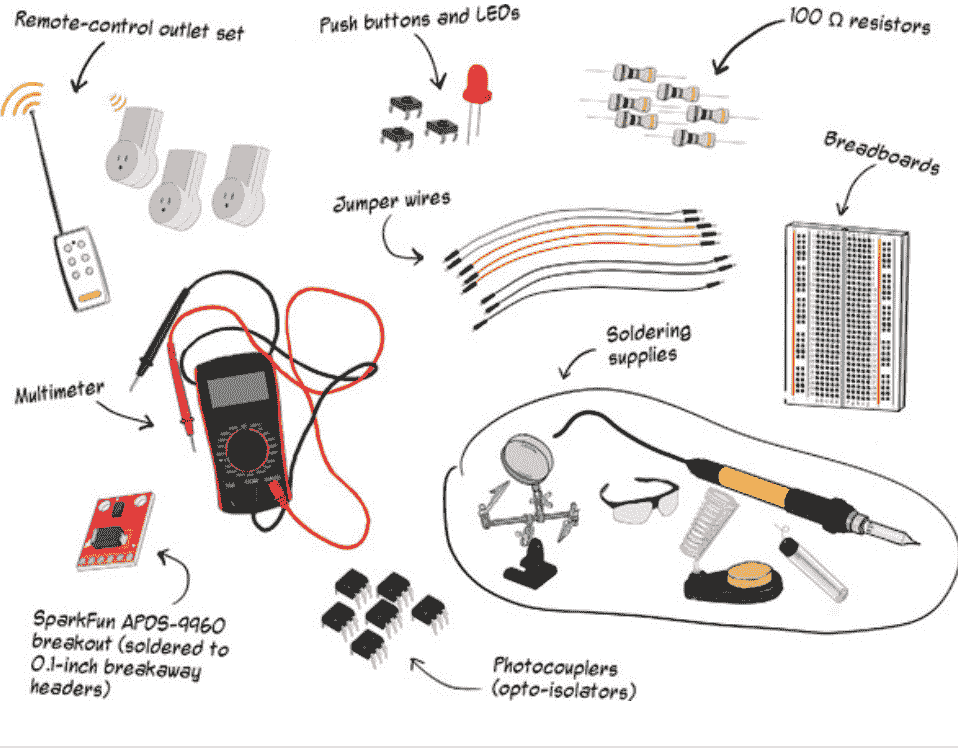 Remote-control outlet set
Push buttons and LEDs
100 Ω resistors
Breadboards
Jumper wires
Soldering
supplies
Multimeter
SparkFun APDS-9960
breakout (soldered to
0.1-inch breakaway
headers)
Photocouplers
(opto-isolators)